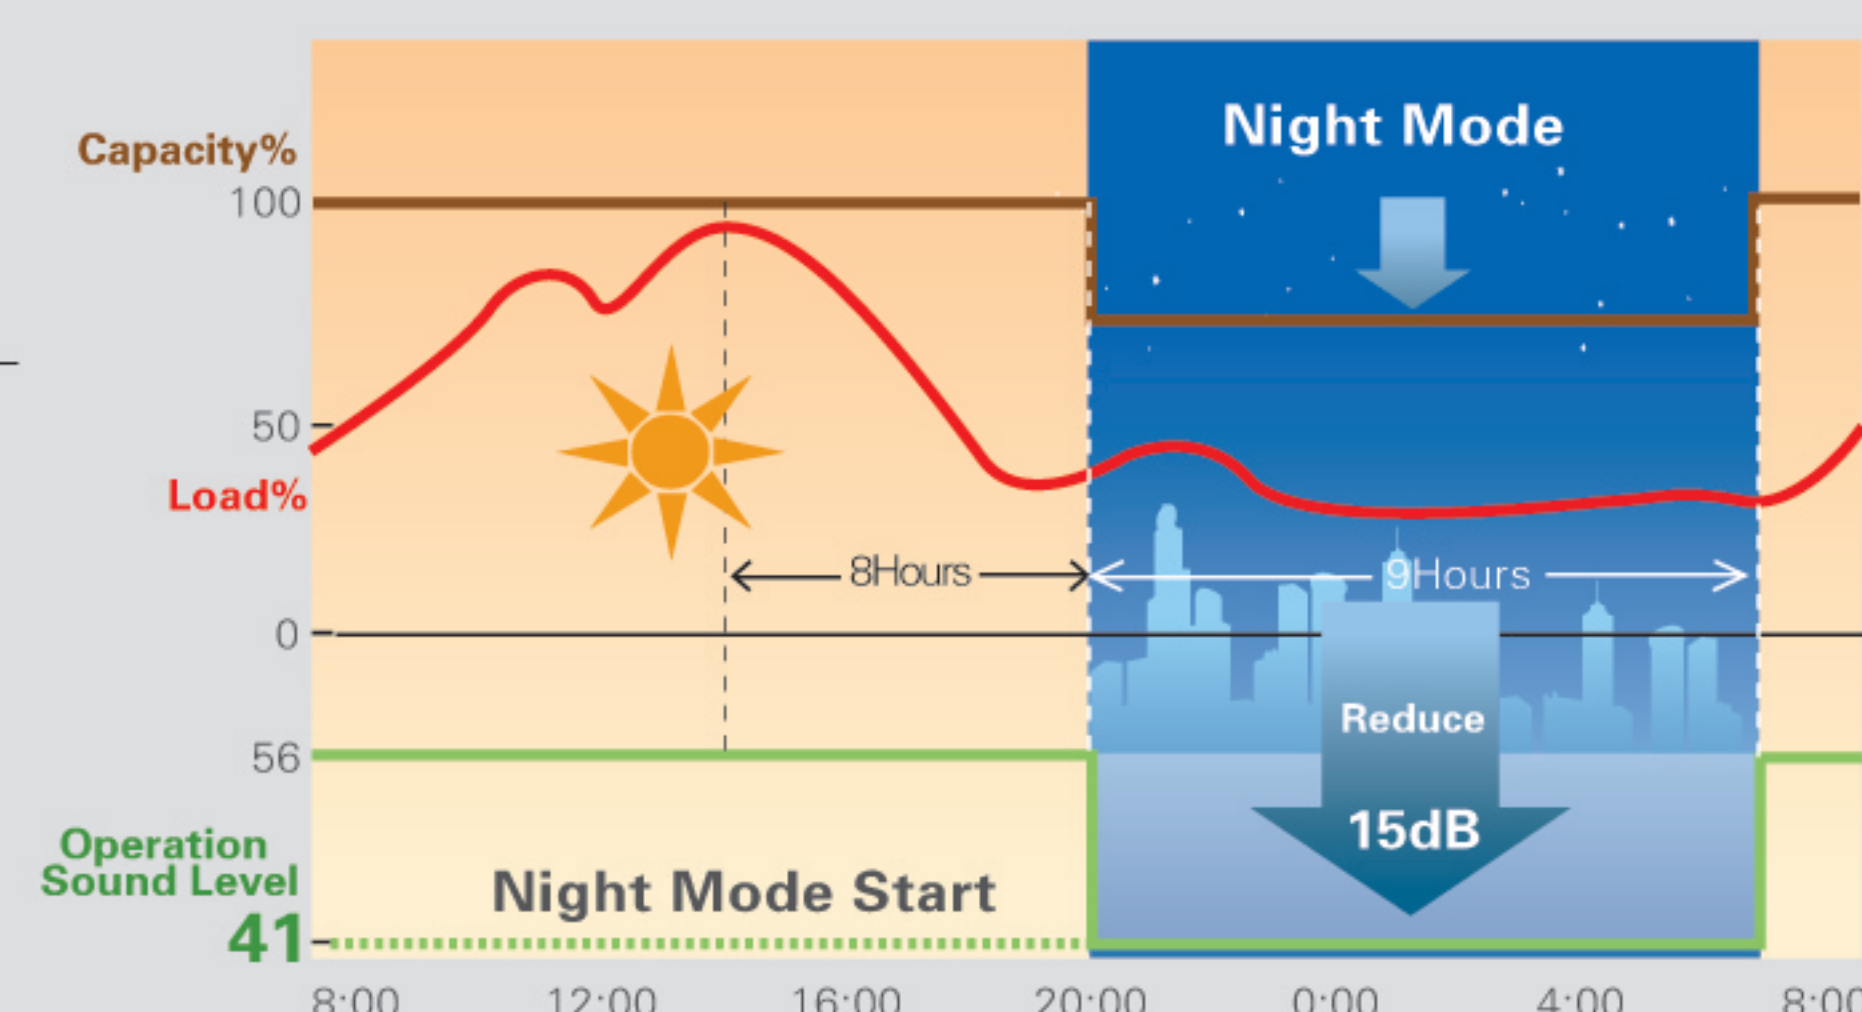 Night Mode
Capacity%
100
50
Load%
8Hours
9Hours
0
Reduce
56
15dB
Operation
Sound Level
Night Mode Start
41
8:00 12:00 16:00 20:00 0:00 4:00 8:00